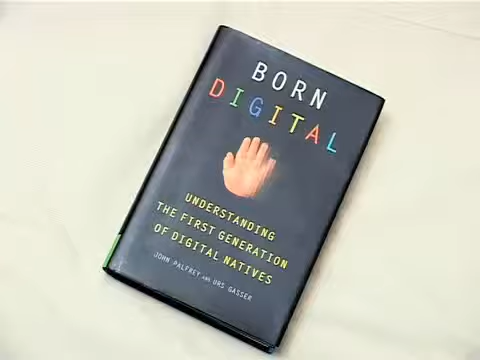 BORN
DIGITAL
UNDERSTANDING
THE FIRST GENERATION
OF DIGITAL NATIVES
JOHN PALFREY AND URS GASSER